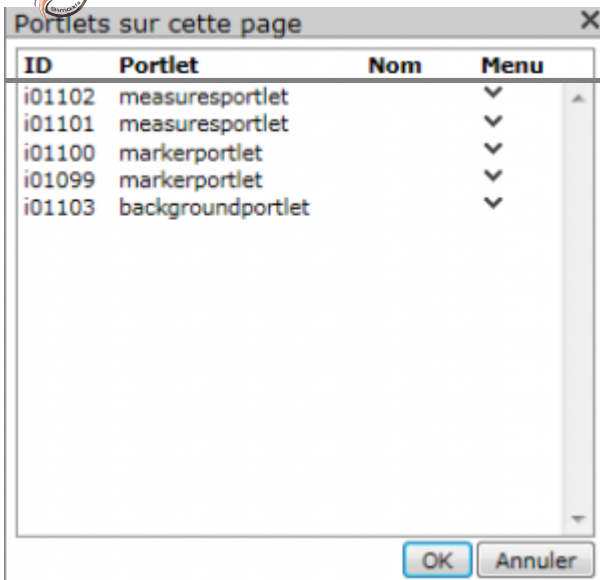 Portlets sur cette page
ID Portlet Nom Menu
i01102 measuresportlet
i01101 measuresportlet
i01100 markerportlet
i01099 markerportlet
i01103 backgroundportlet
OK Annuler